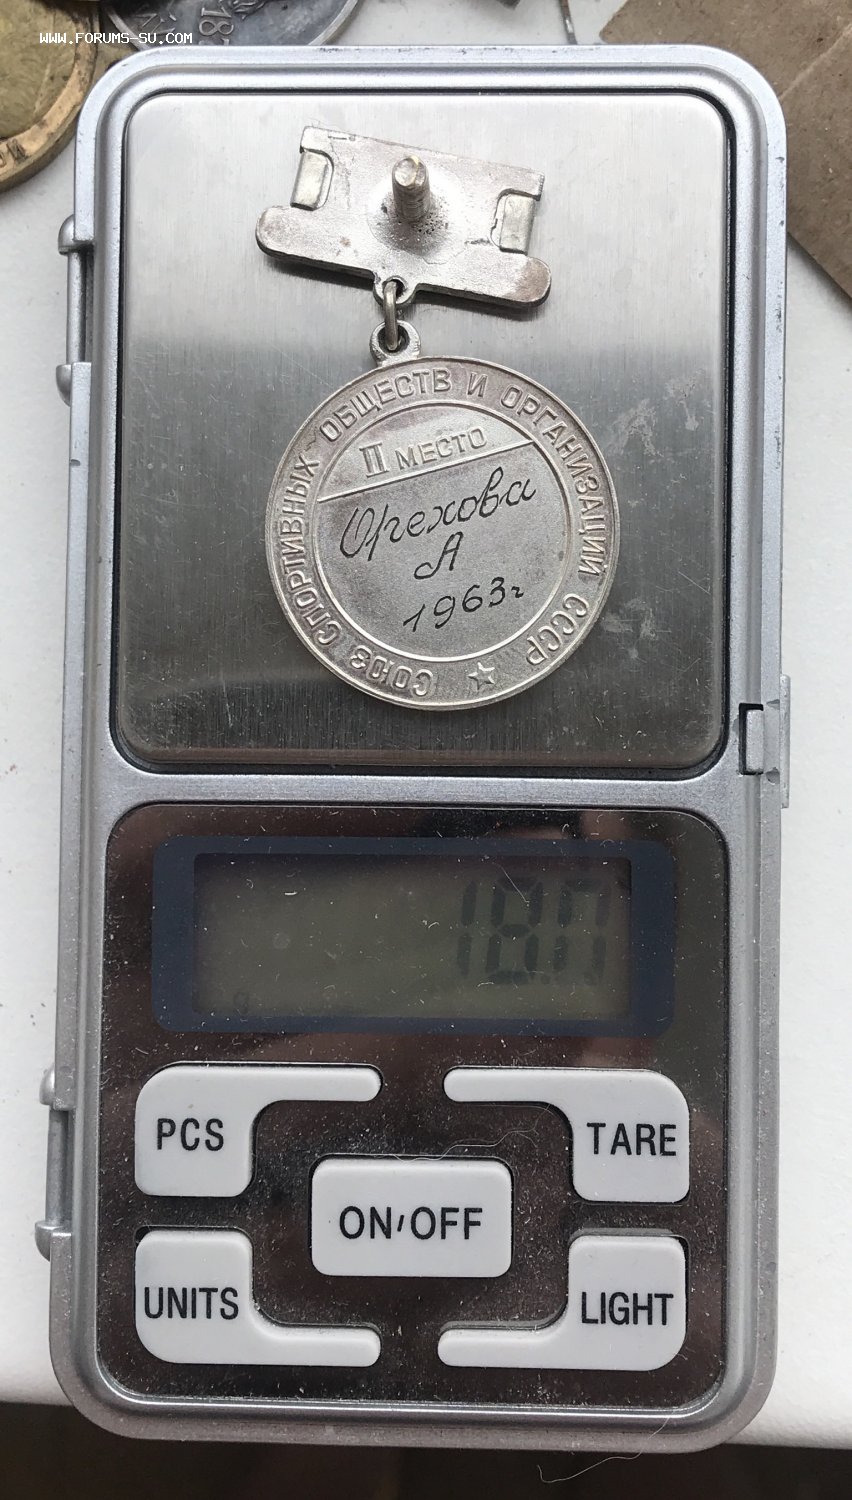 WWW.FORUMS-SU.COM
СОЮЗ СПОРТИВНЫХ ОБЩЕСТВ И ОРГАНИЗАЦИЙ СССР
II МЕСТО
Орехова
А
1963г
PCS
TARE
ON/OFF
UNITS
LIGHT